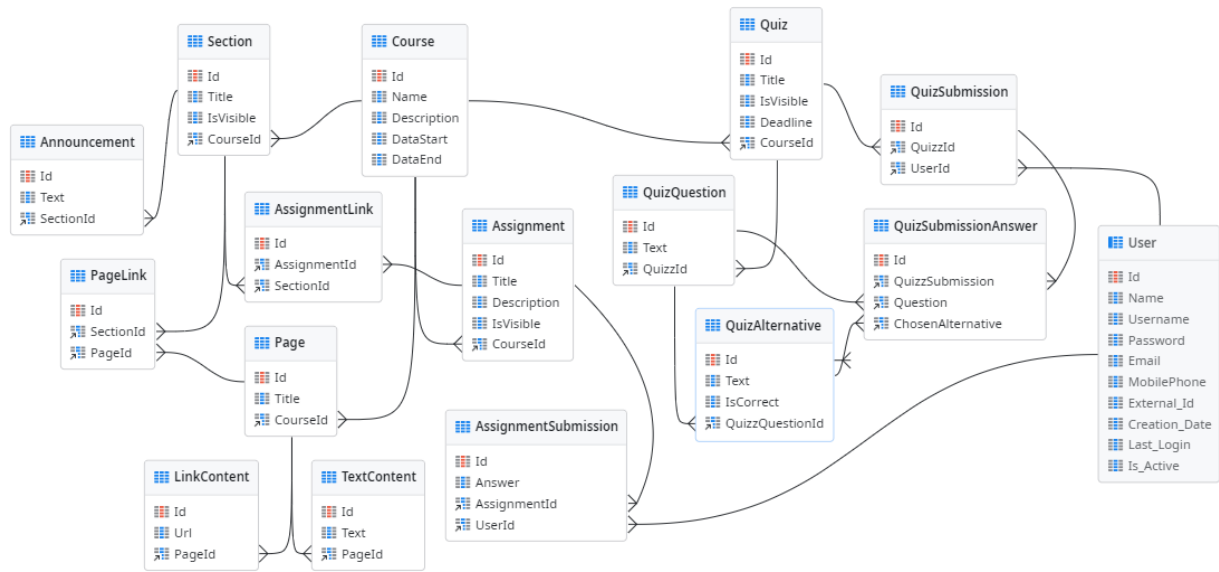 Section
Id
Title
IsVisible
CourseId
Course
Id
Name
Description
DataStart
DataEnd
Quiz
Id
Title
IsVisible
Deadline
CourseId
QuizSubmission
Id
QuizzId
UserId
Announcement
Id
Text
SectionId
AssignmentLink
Id
AssignmentId
SectionId
Assignment
Id
Title
Description
IsVisible
CourseId
QuizQuestion
Id
Text
QuizzId
QuizSubmissionAnswer
Id
QuizzSubmission
Question
ChosenAlternative
User
Id
Name
Username
Password
Email
MobilePhone
External_Id
Creation_Date
Last_Login
Is_Active
PageLink
Id
SectionId
PageId
Page
Id
Title
CourseId
QuizAlternative
Id
Text
IsCorrect
QuizzQuestionId
AssignmentSubmission
Id
Answer
AssignmentId
UserId
LinkContent
Id
Url
PageId
TextContent
Id
Text
PageId